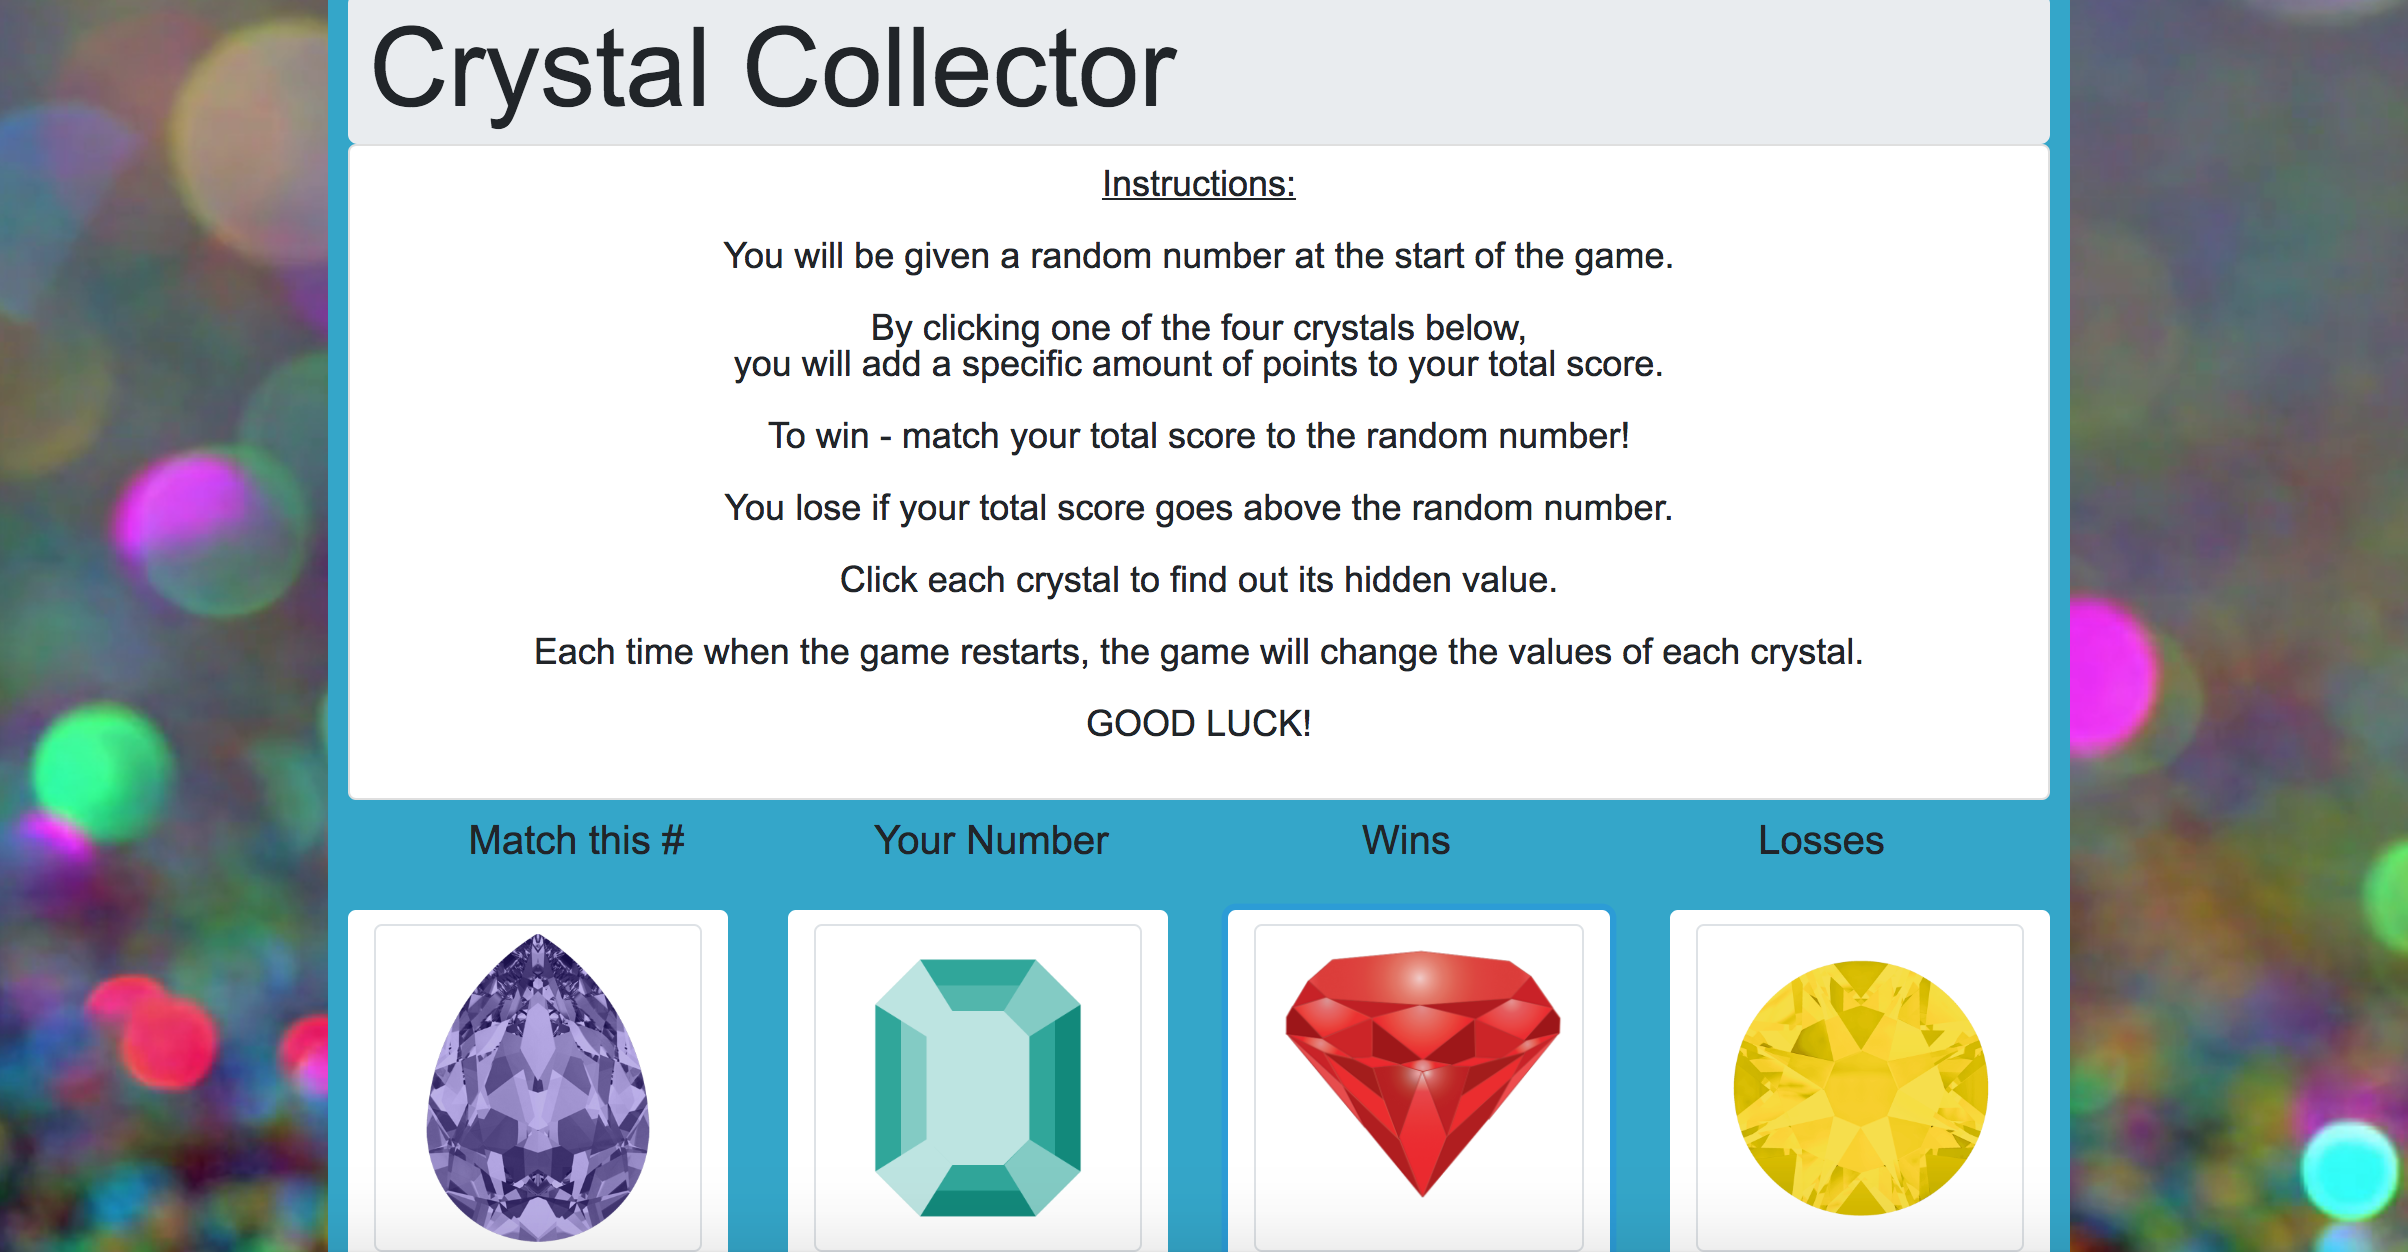 Crystal Collector
Instructions:
You will be given a random number at the start of the game.
By clicking one of the four crystals below,
you will add a specific amount of points to your total score.
To win - match your total score to the random number!
You lose if your total score goes above the random number.
Click each crystal to find out its hidden value.
Each time when the game restarts, the game will change the values of each crystal.
GOOD LUCK!
Match this # Your Number Wins Losses